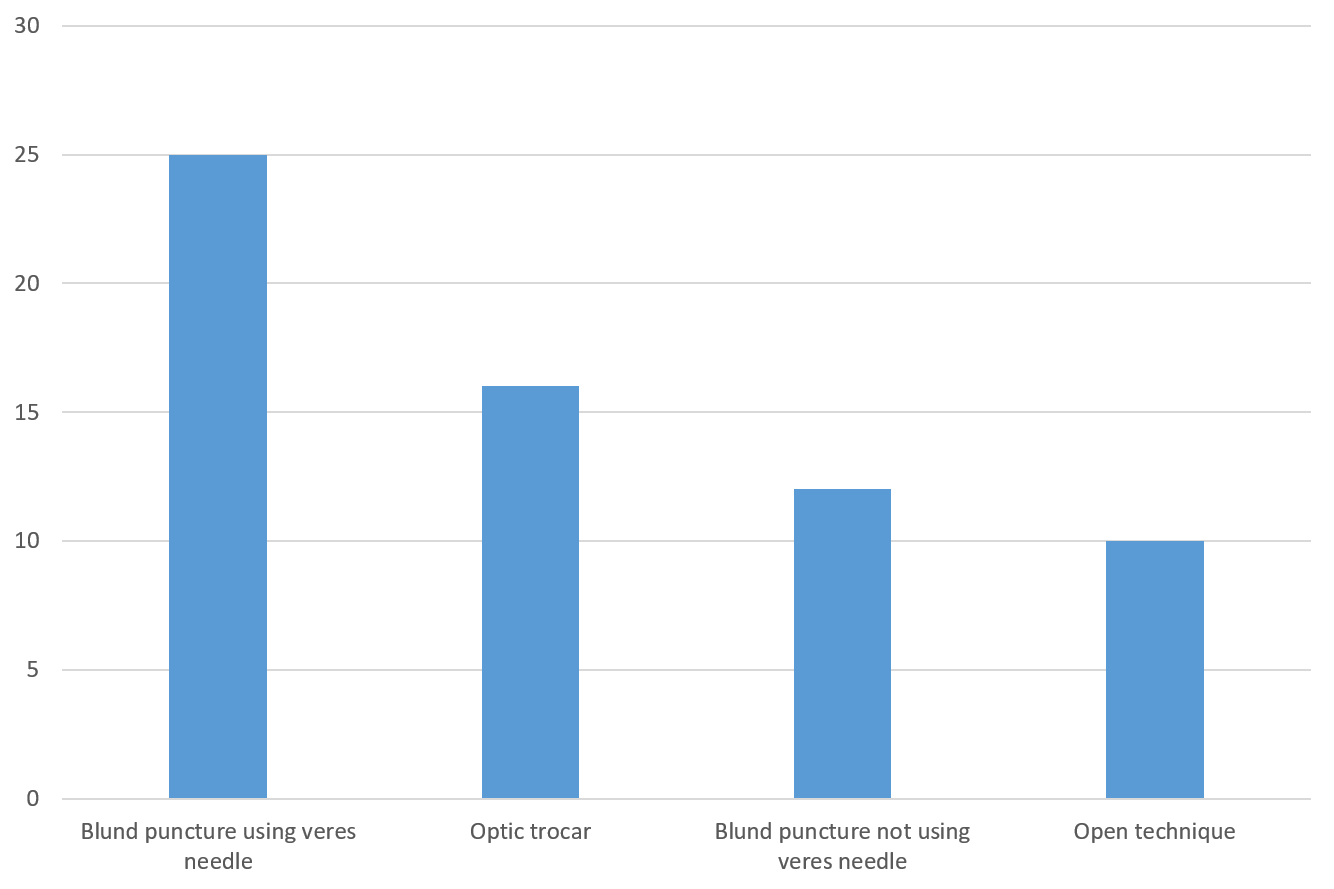 30
25
20
15
10
5
0
Blund puncture using veres
needle
Optic trocar
Blund puncture not using
veres needle
Open technique